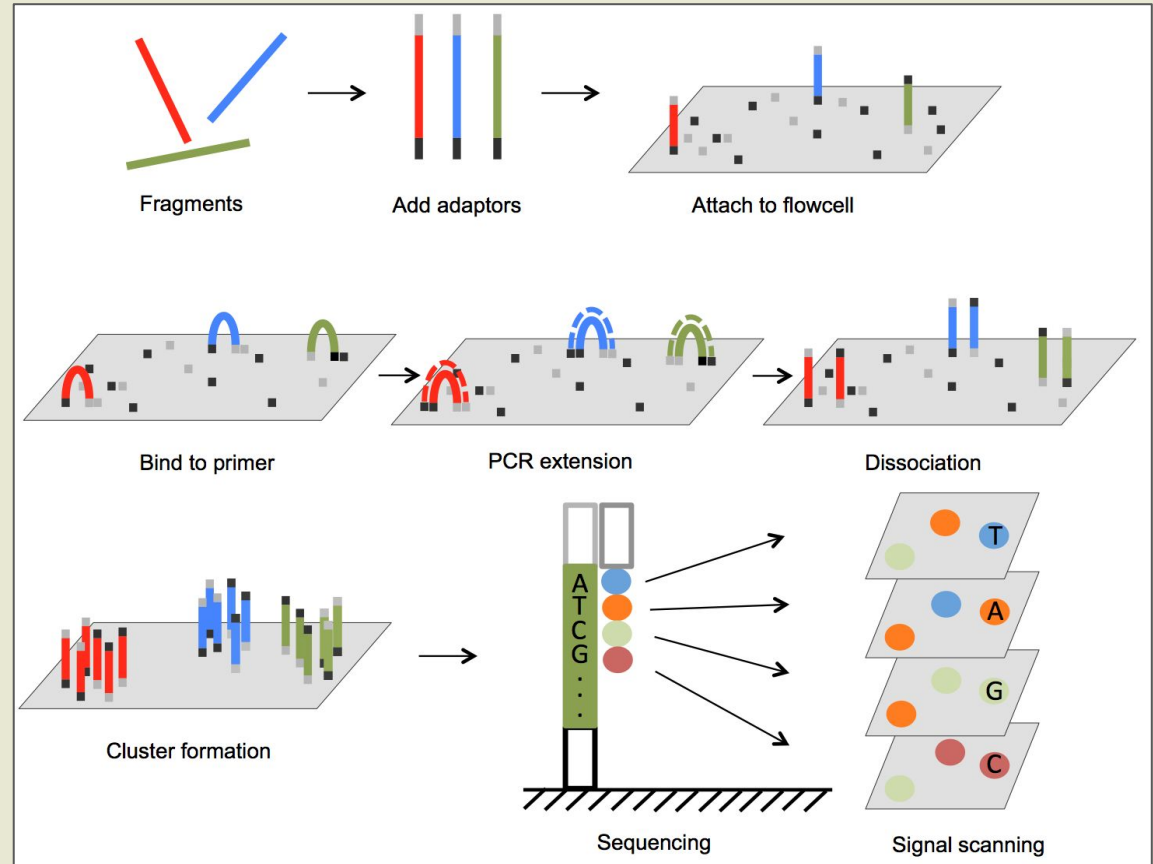 Fragments
Add adaptors
Attach to flowcell
Bind to primer
PCR extension
Dissociation
Cluster formation
A
T
C
G
.
.
.
Sequencing
T
A
G
C
Signal scanning